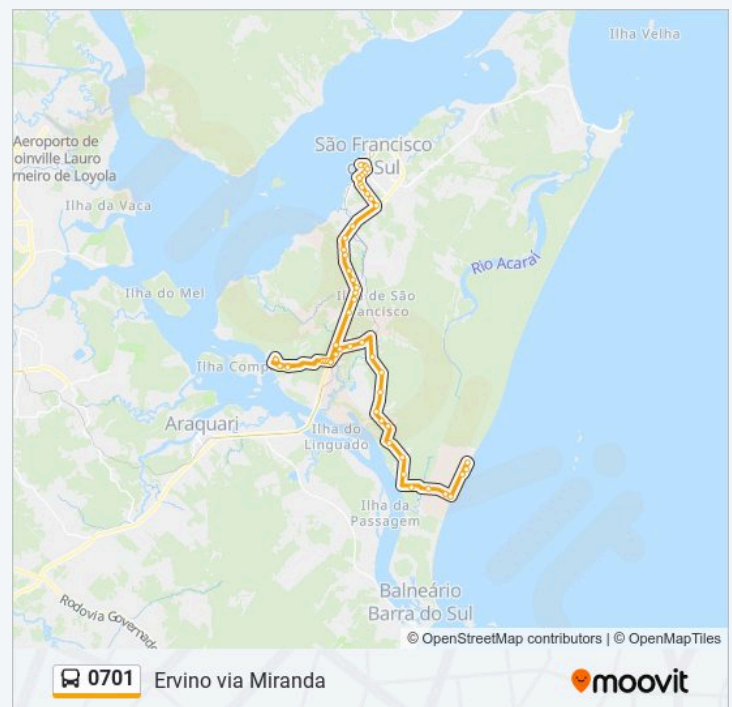 Ilha Velha
São Francisco
do Sul
Aeroporto de
oinville Lauro
rneiro de Loyola
Ilha da Vaca
Rio Acaraí
Ilha do Mel
Ilha de São
Francisco
Ilha Comp
Araquari
Ilha do
Linguado
Ilha da
Passagem
Balneário
Barra do Sul
Rodovia Governado
© OpenStreetMap contributors | © OpenMapTiles
0701 Ervino via Miranda
moovit